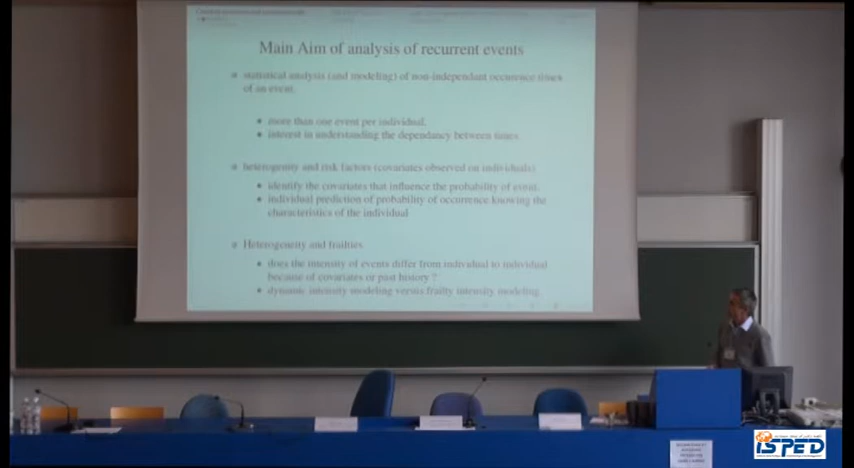 Main Aim of analysis of recurrent events
statistical analysis (and modeling) of non-independant occurrence times
of an event.
more than one event per individual,
interest in understanding the dependancy between times
heterogeneity and risk factors (covariates observed on individuals)
identify the covariates that influence the probability of event.
individual prediction of probability of occurrence knowing the
characteristics of the individual
Heterogeneity and frailties
does the intensity of events differ from individual to individual
because of covariates or past history ?
dynamic intensity modeling versus frailty intensity modeling.
ISPED